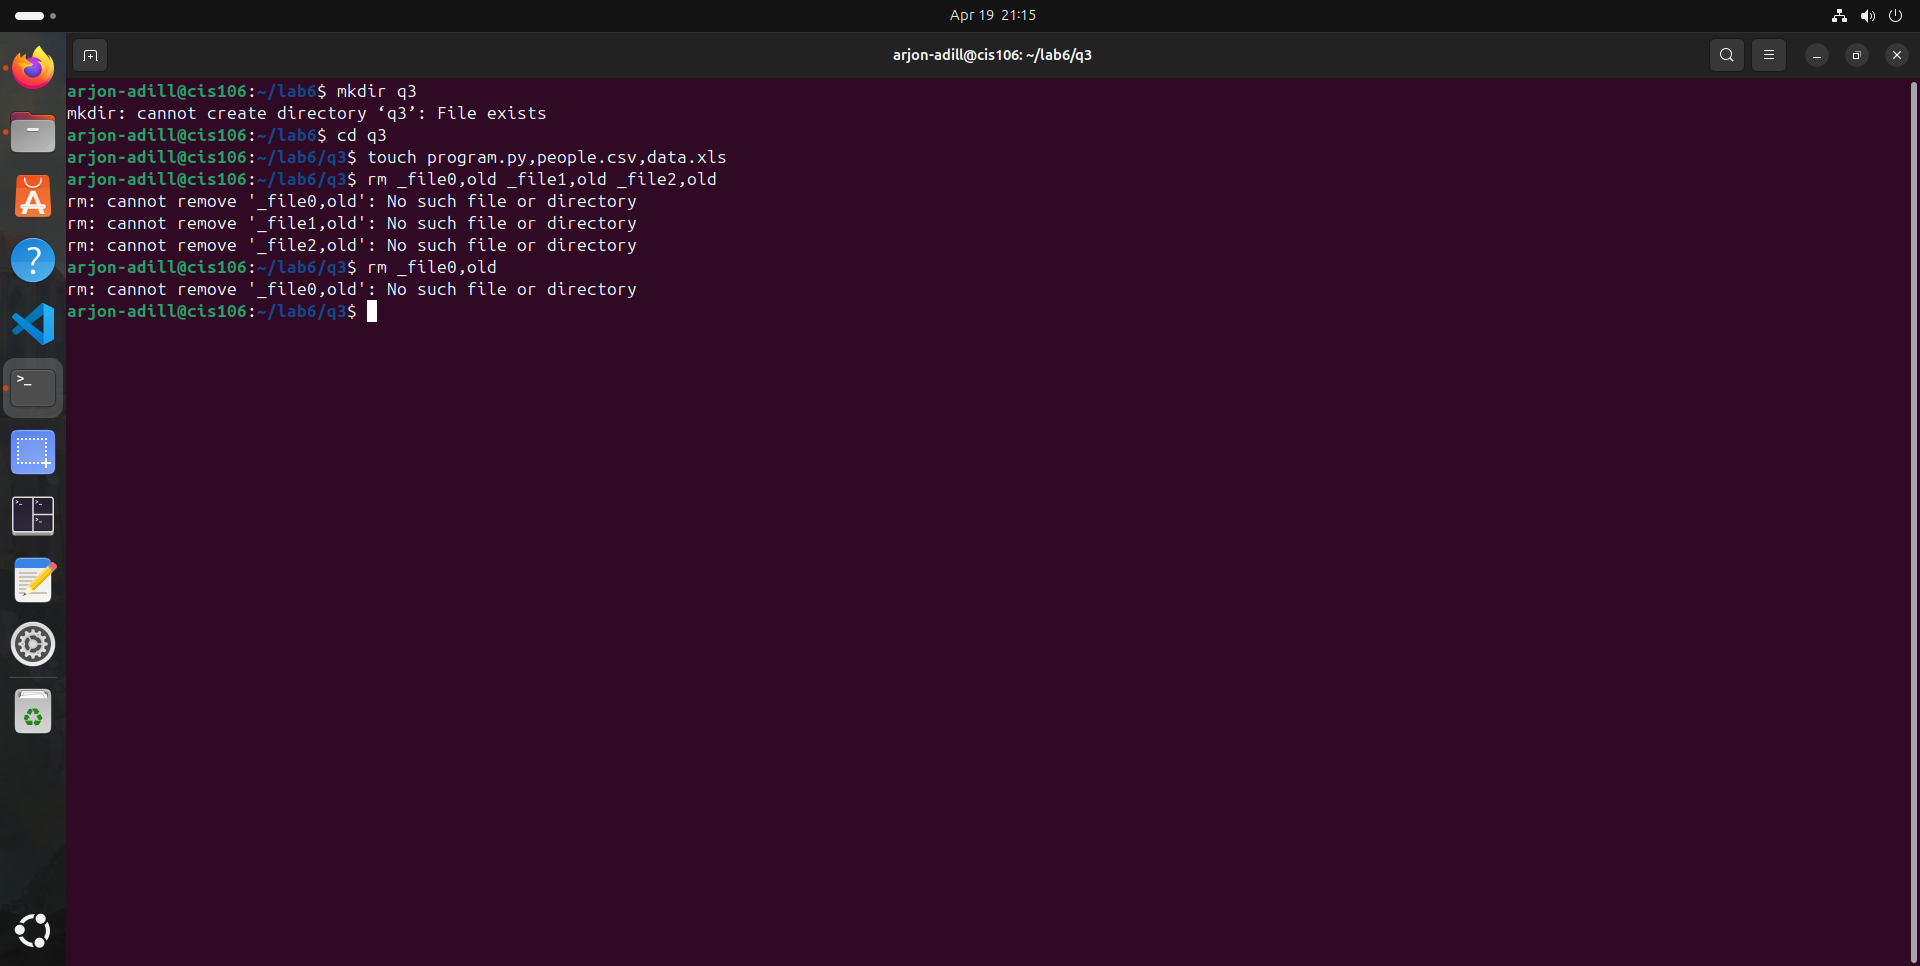 Apr 19 21:15
arjon-adill@cis106: ~/lab6/q3
arjon-adill@cis106:~/lab6$ mkdir q3
mkdir: cannot create directory ‘q3’: File exists
arjon-adill@cis106:~/lab6$ cd q3
arjon-adill@cis106:~/lab6/q3$ touch program.py,people.csv,data.xls
arjon-adill@cis106:~/lab6/q3$ rm _file0,old _file1,old _file2,old
rm: cannot remove '_file0,old': No such file or directory
rm: cannot remove '_file1,old': No such file or directory
rm: cannot remove '_file2,old': No such file or directory
arjon-adill@cis106:~/lab6/q3$ rm _file0,old
rm: cannot remove '_file0,old': No such file or directory
arjon-adill@cis106:~/lab6/q3$